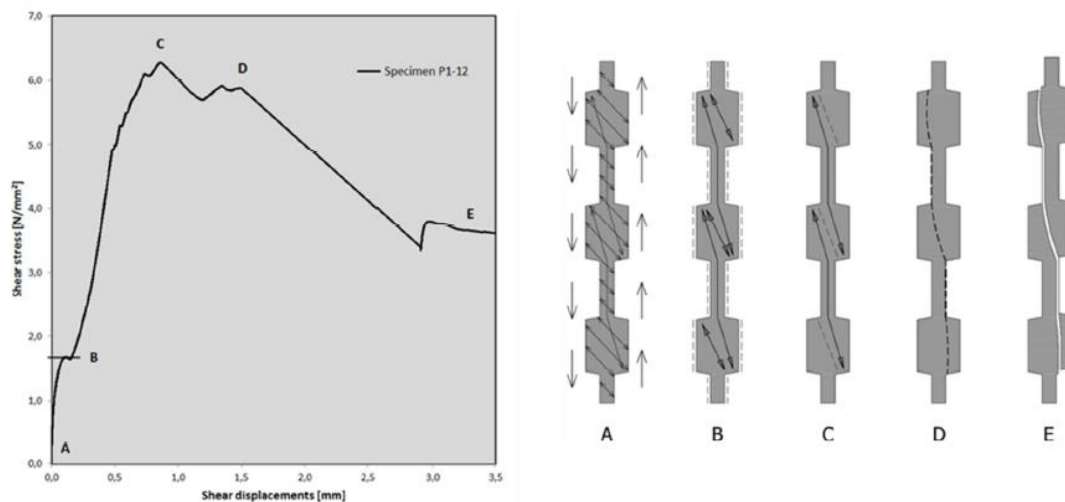 Shear stress [N/mm²]
7,0
6,0
5,0
4,0
3,0
2,0
1,0
0,0
C
D
Specimen P1-12
B
E
A
0,0 0,5 1,0 1,5 2,0 2,5 3,0 3,5
Shear displacements [mm]
A B C D E